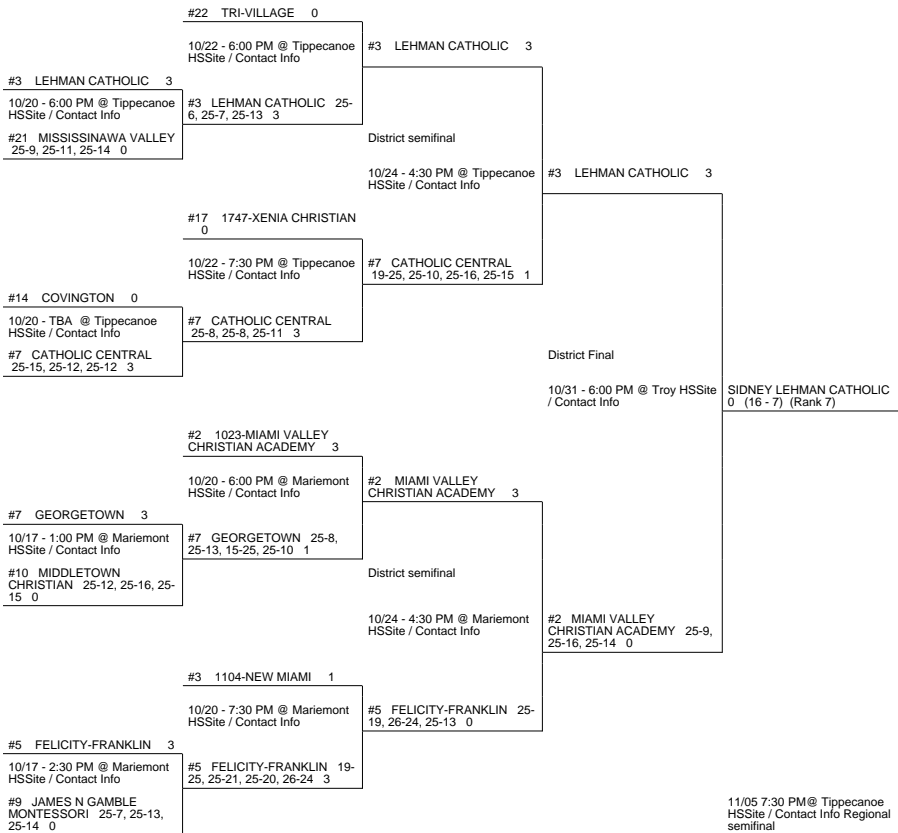 #22 TRI-VILLAGE 0
10/22 - 6:00 PM @ Tippecanoe
HSSite / Contact Info
#3 LEHMAN CATHOLIC 3
#3 LEHMAN CATHOLIC 3
10/20 - 6:00 PM @ Tippecanoe
HSSite / Contact Info
#3 LEHMAN CATHOLIC 25-
6, 25-7, 25-13 3
#21 MISSISSINAWA VALLEY
25-9, 25-11, 25-14 0
District semifinal
10/24 - 4:30 PM @ Tippecanoe
HSSite / Contact Info
#3 LEHMAN CATHOLIC 3
#17 1747-XENIA CHRISTIAN
0
10/22 - 7:30 PM @ Tippecanoe
HSSite / Contact Info
#7 CATHOLIC CENTRAL
19-25, 25-10, 25-16, 25-15 1
#14 COVINGTON 0
10/20 - TBA @ Tippecanoe
HSSite / Contact Info
#7 CATHOLIC CENTRAL
25-8, 25-8, 25-11 3
#7 CATHOLIC CENTRAL
25-15, 25-12, 25-12 3
District Final
10/31 - 6:00 PM @ Troy HSSite
/ Contact Info
SIDNEY LEHMAN CATHOLIC
0 (16 - 7) (Rank 7)
#2 1023-MIAMI VALLEY
CHRISTIAN ACADEMY 3
10/20 - 6:00 PM @ Mariemont
HSSite / Contact Info
#2 MIAMI VALLEY
CHRISTIAN ACADEMY 3
#7 GEORGETOWN 3
10/17 - 1:00 PM @ Mariemont
HSSite / Contact Info
#7 GEORGETOWN 25-8,
25-13, 15-25, 25-10 1
#10 MIDDLETOWN
CHRISTIAN 25-12, 25-16, 25-
15 0
District semifinal
10/24 - 4:30 PM @ Mariemont
HSSite / Contact Info
#2 MIAMI VALLEY
CHRISTIAN ACADEMY 25-9,
25-16, 25-14 0
#3 1104-NEW MIAMI 1
10/20 - 7:30 PM @ Mariemont
HSSite / Contact Info
#5 FELICITY-FRANKLIN 25-
19, 26-24, 25-13 0
#5 FELICITY-FRANKLIN 3
10/17 - 2:30 PM @ Mariemont
HSSite / Contact Info
#5 FELICITY-FRANKLIN 19-
25, 25-21, 25-20, 26-24 3
#9 JAMES N GAMBLE
MONTESSORI 25-7, 25-13,
25-14 0
11/05 7:30 PM@ Tippecanoe
HSSite / Contact Info Regional
semifinal